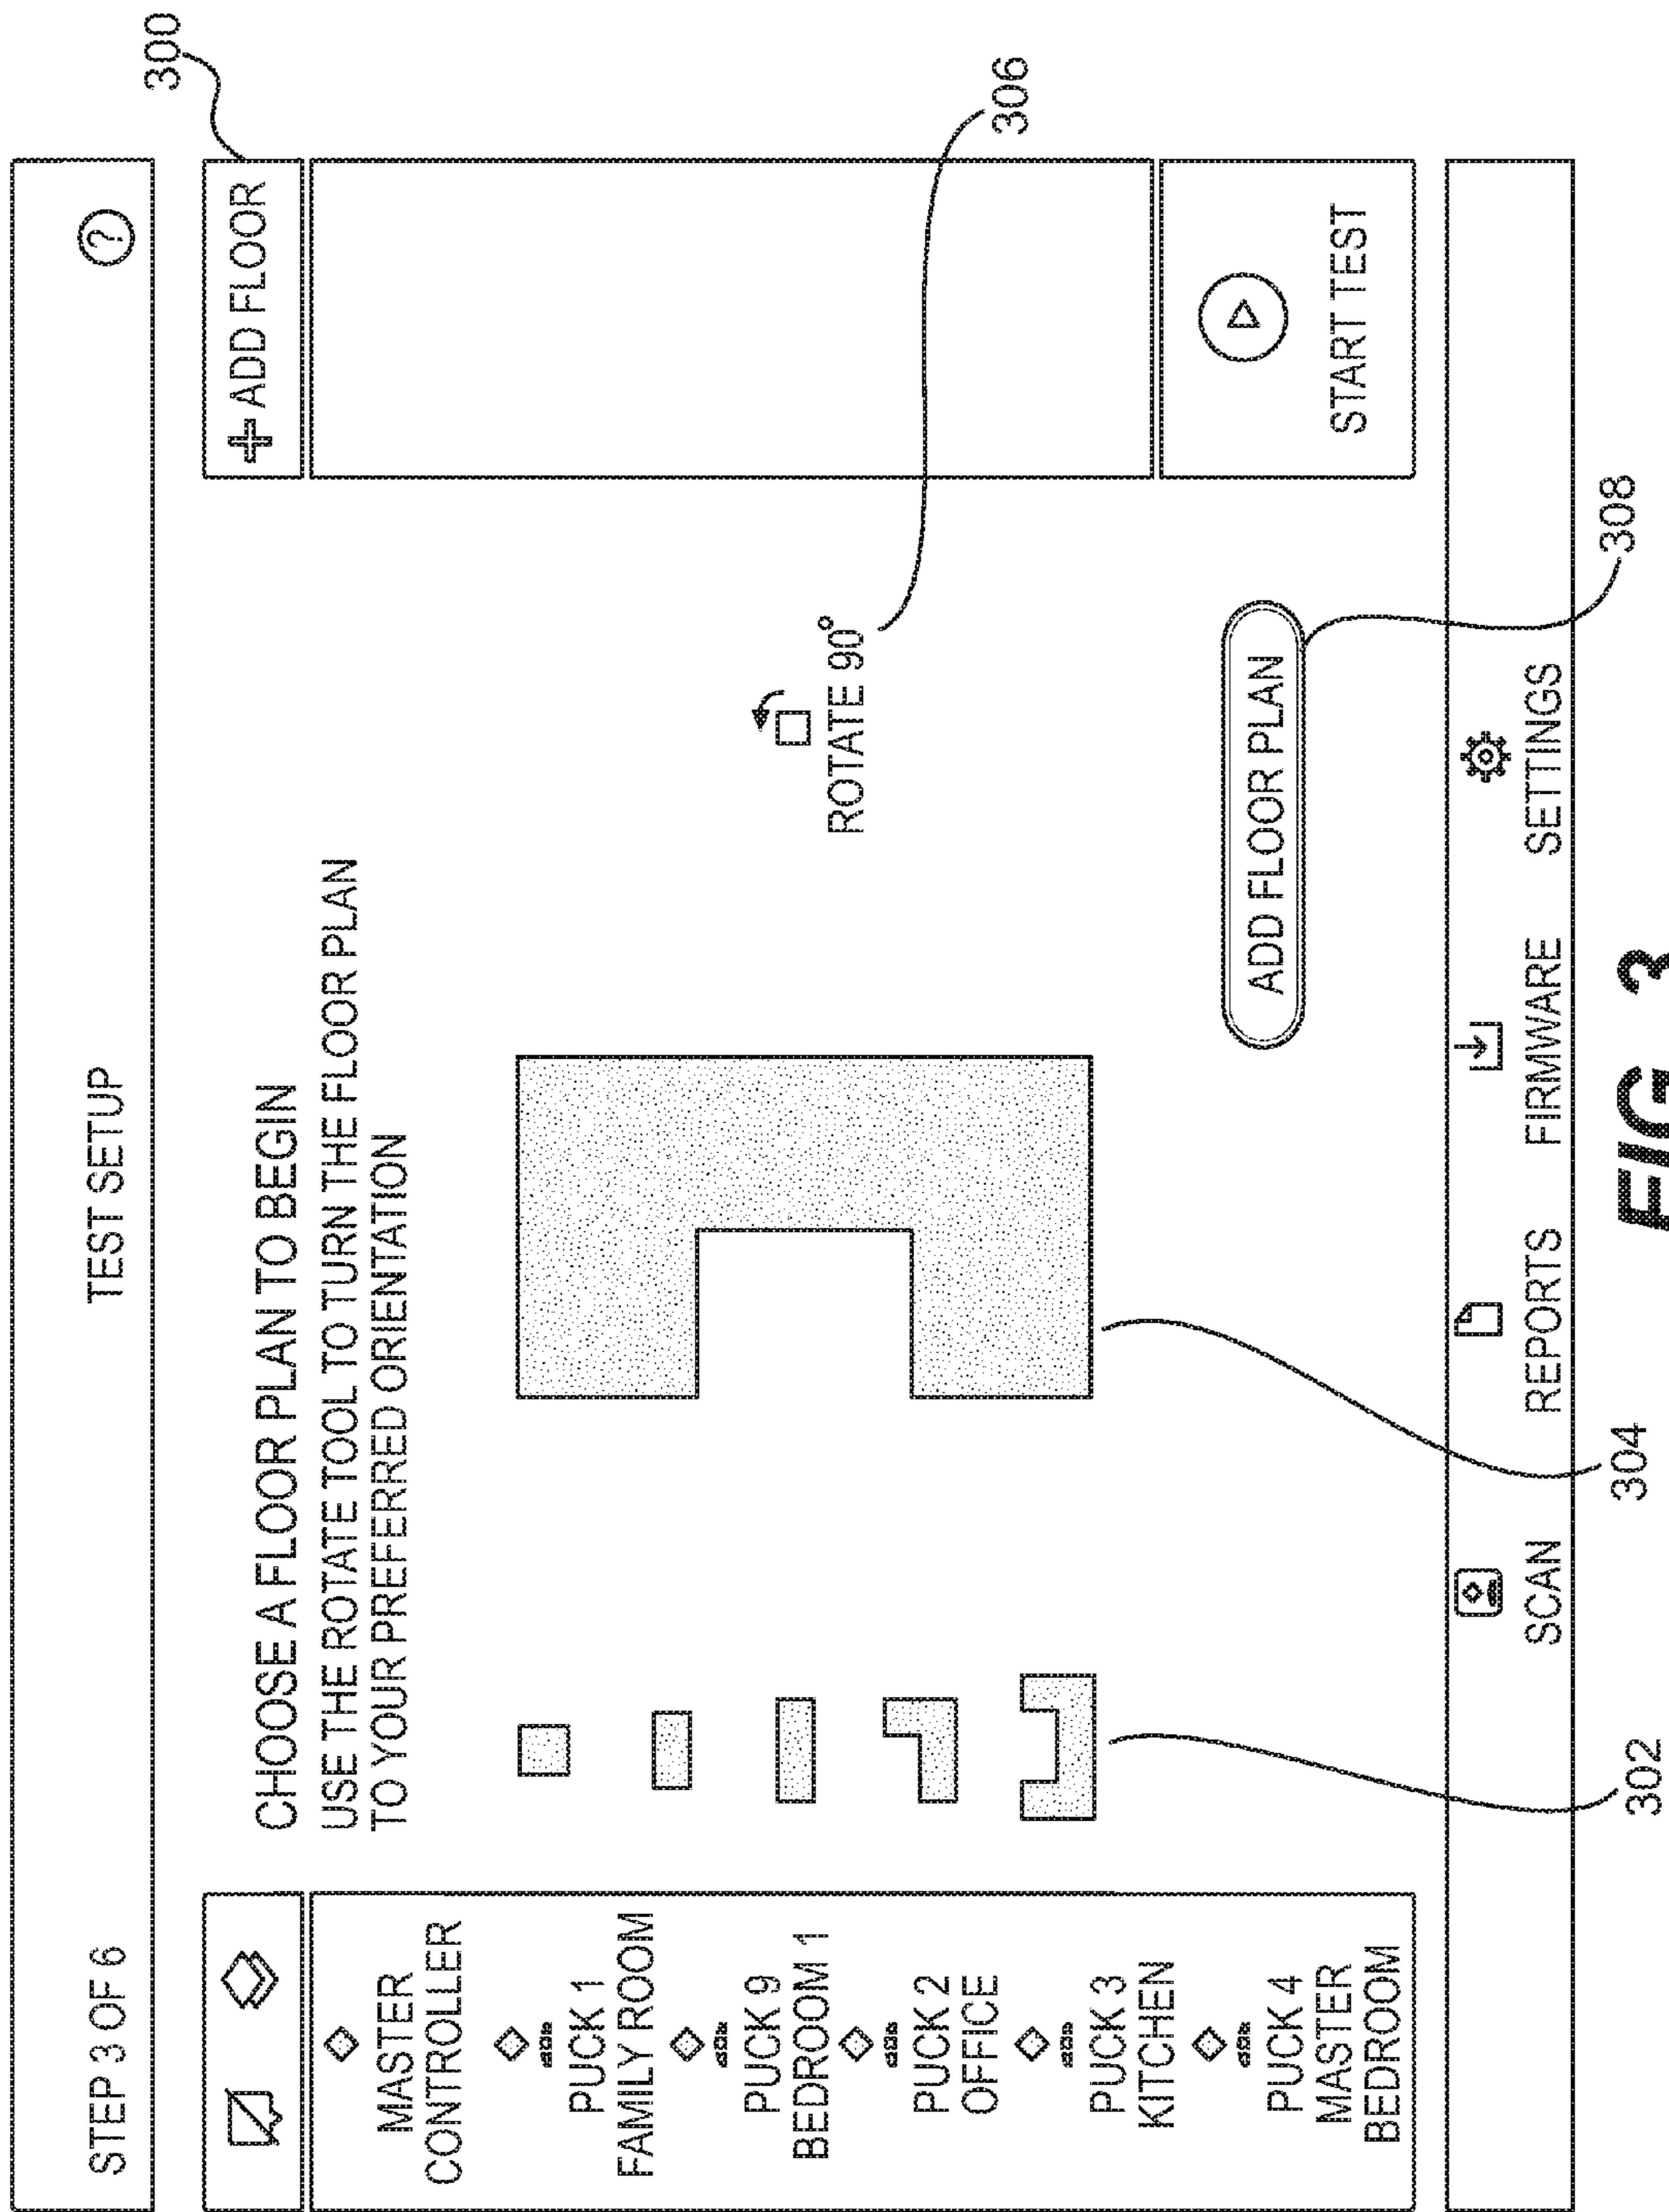 STEP 3 OF 6
TEST SETUP
?
300
+ ADD FLOOR
CHOOSE A FLOOR PLAN TO BEGIN
USE THE ROTATE TOOL TO TURN THE FLOOR PLAN
TO YOUR PREFERRED ORIENTATION
MASTER
CONTROLLER
PUCK 1
FAMILY ROOM
PUCK 9
BEDROOM 1
PUCK 2
OFFICE
PUCK 3
KITCHEN
PUCK 4
MASTER
BEDROOM
ROTATE 90°
306
ADD FLOOR PLAN
START TEST
SCAN
REPORTS
FIRMWARE
SETTINGS
302
304
308
FIG 3